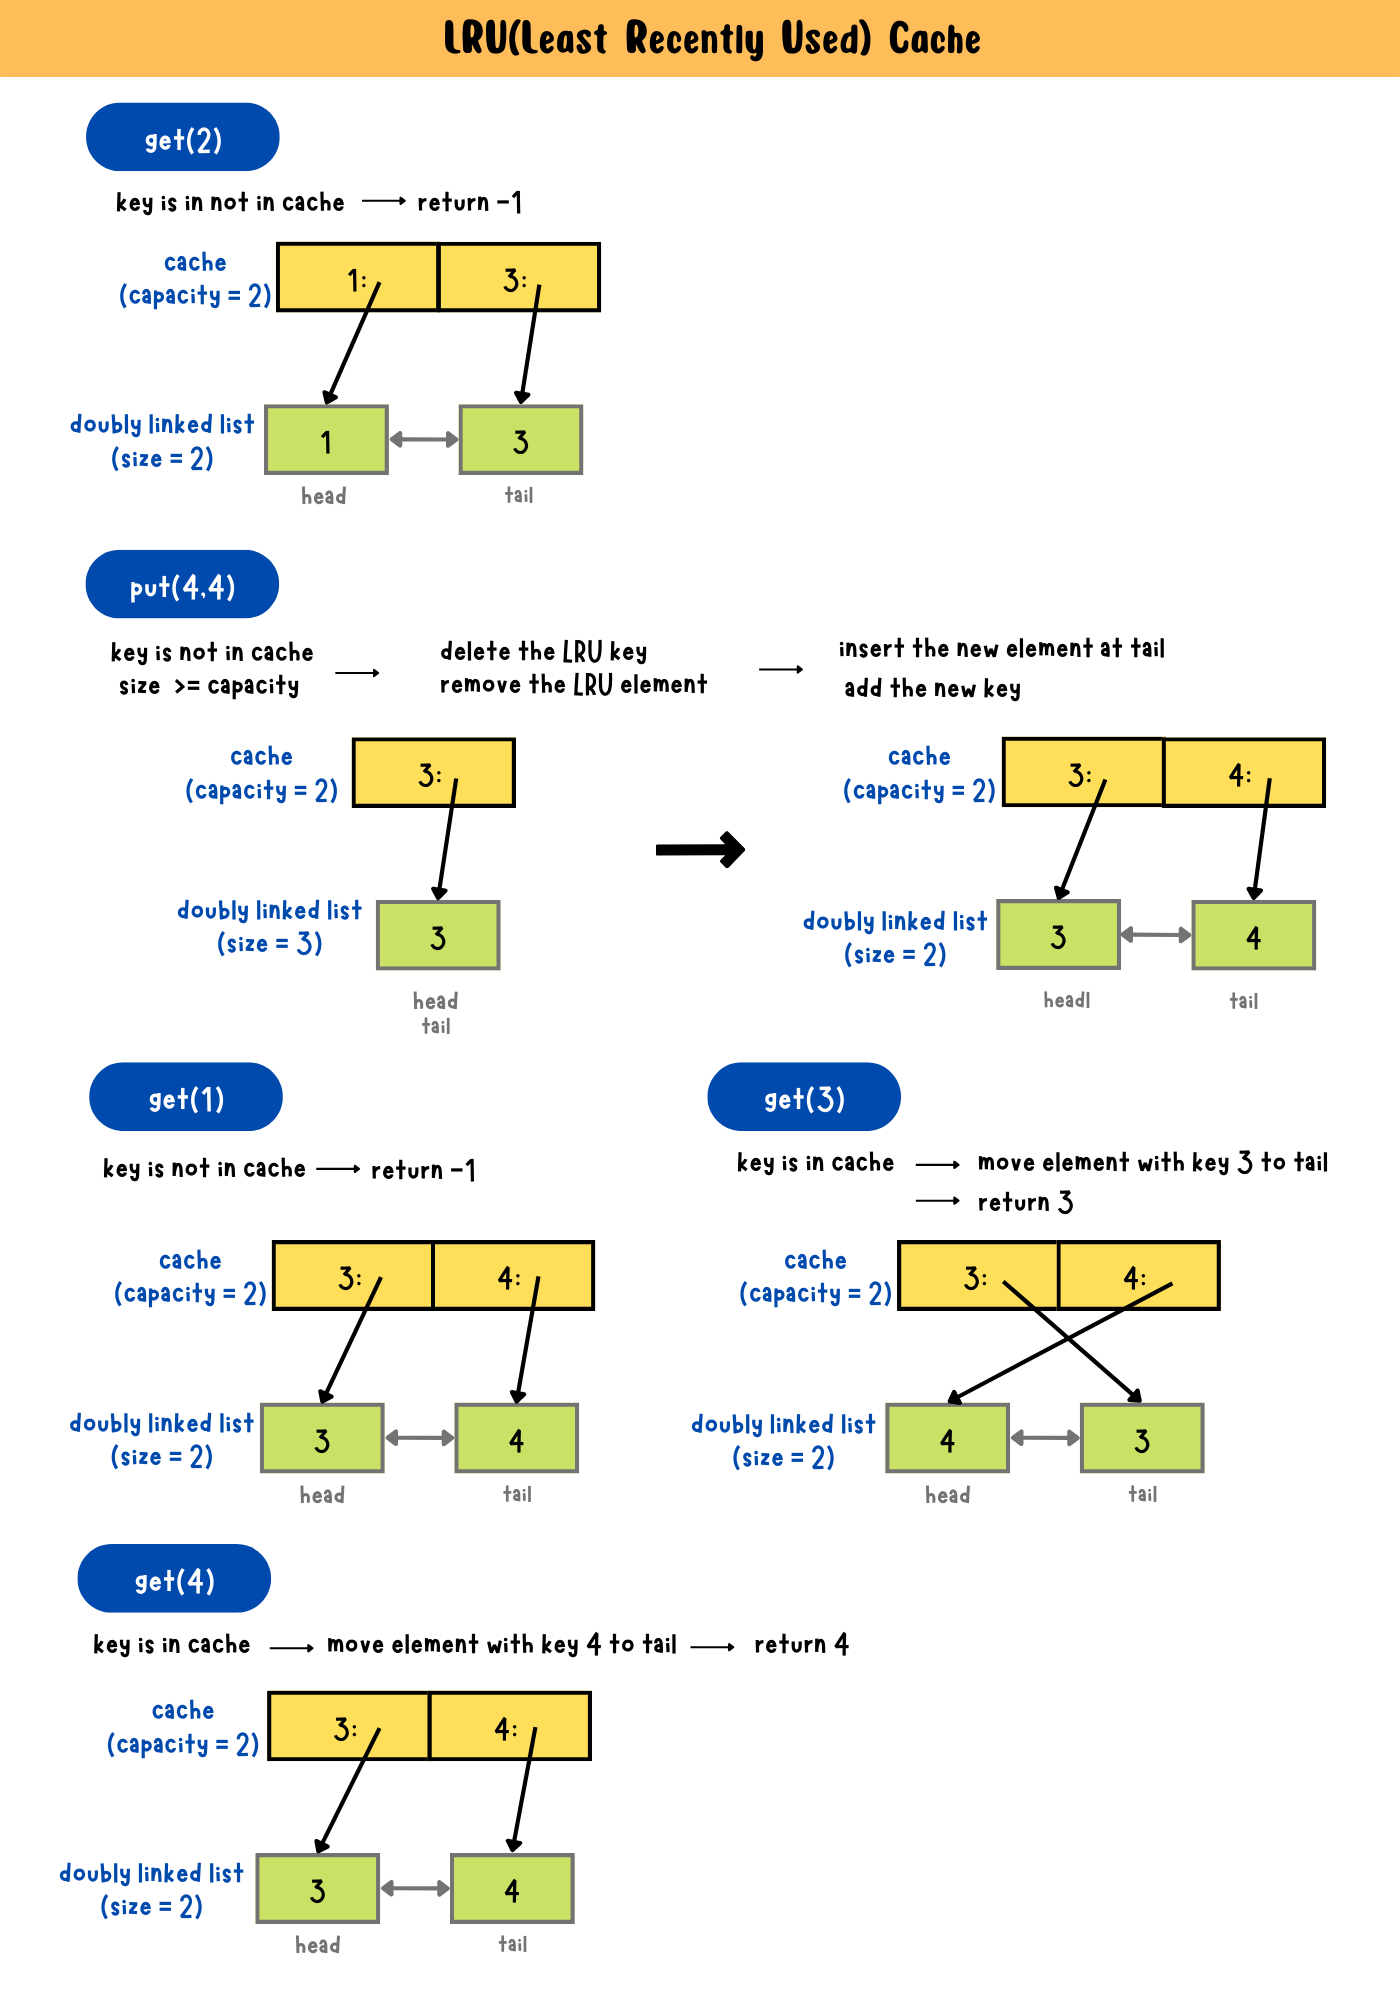 LRU(Least Recently Used) Cache
get(2)
key is in not in cache → return -1
cache
(capacity = 2)
1:
3:
doubly linked list
(size = 2)
1
3
head
tail
put(4,4)
key is not in cache
size >= capacity
→
delete the LRU key
remove the LRU element
→
insert the new element at tail
add the new key
cache
(capacity = 2)
3:
doubly linked list
(size = 3)
3
head
tail
cache
(capacity = 2)
3:
4:
doubly linked list
(size = 2)
3
4
headl
tail
get(1)
key is not in cache → return -1
cache
(capacity = 2)
3:
4:
doubly linked list
(size = 2)
3
4
head
tail
get(3)
key is in cache → move element with key 3 to tail
→ return 3
cache
(capacity = 2)
3:
4:
doubly linked list
(size = 2)
4
3
head
tail
get(4)
key is in cache → move element with key 4 to tail → return 4
cache
(capacity = 2)
3:
4:
doubly linked list
(size = 2)
3
4
head
tail